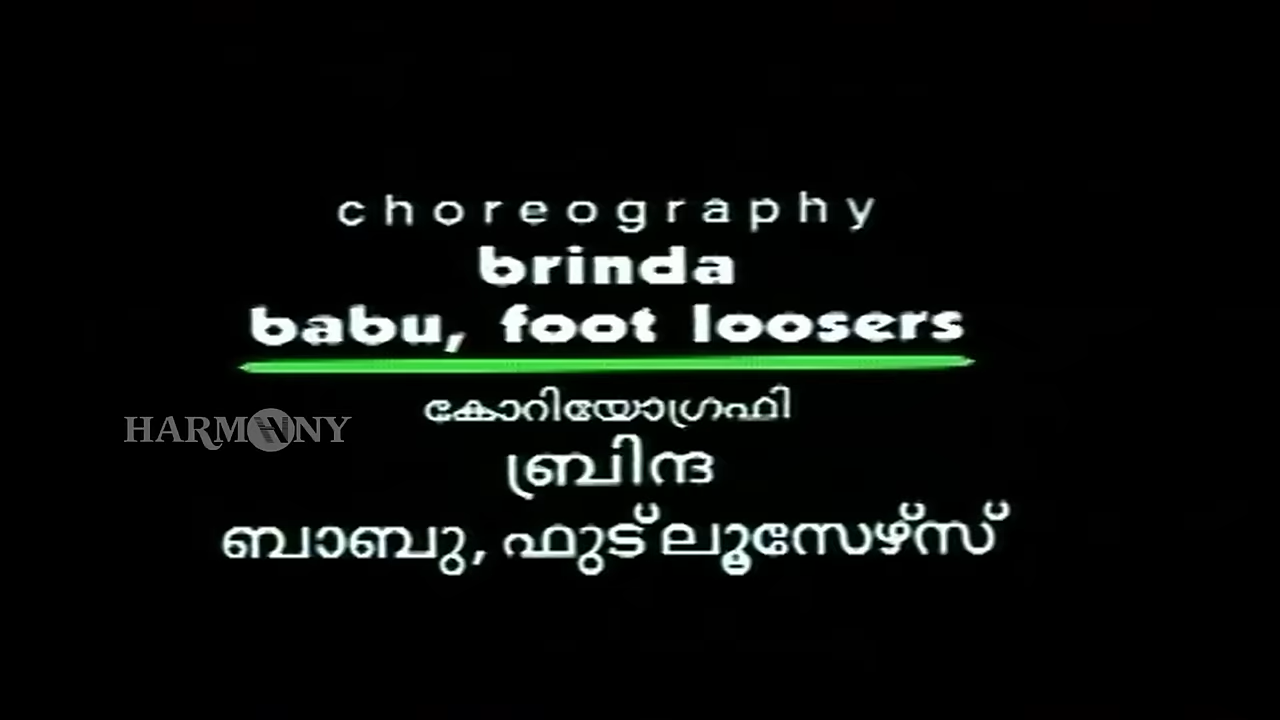 choreography
brinda
babu, foot loosers
കോറിയോഗ്രഫി
HARMONY
ബ്രിന്ദ
ബാബു, ഫുട് ലൂസേഴ്സ്